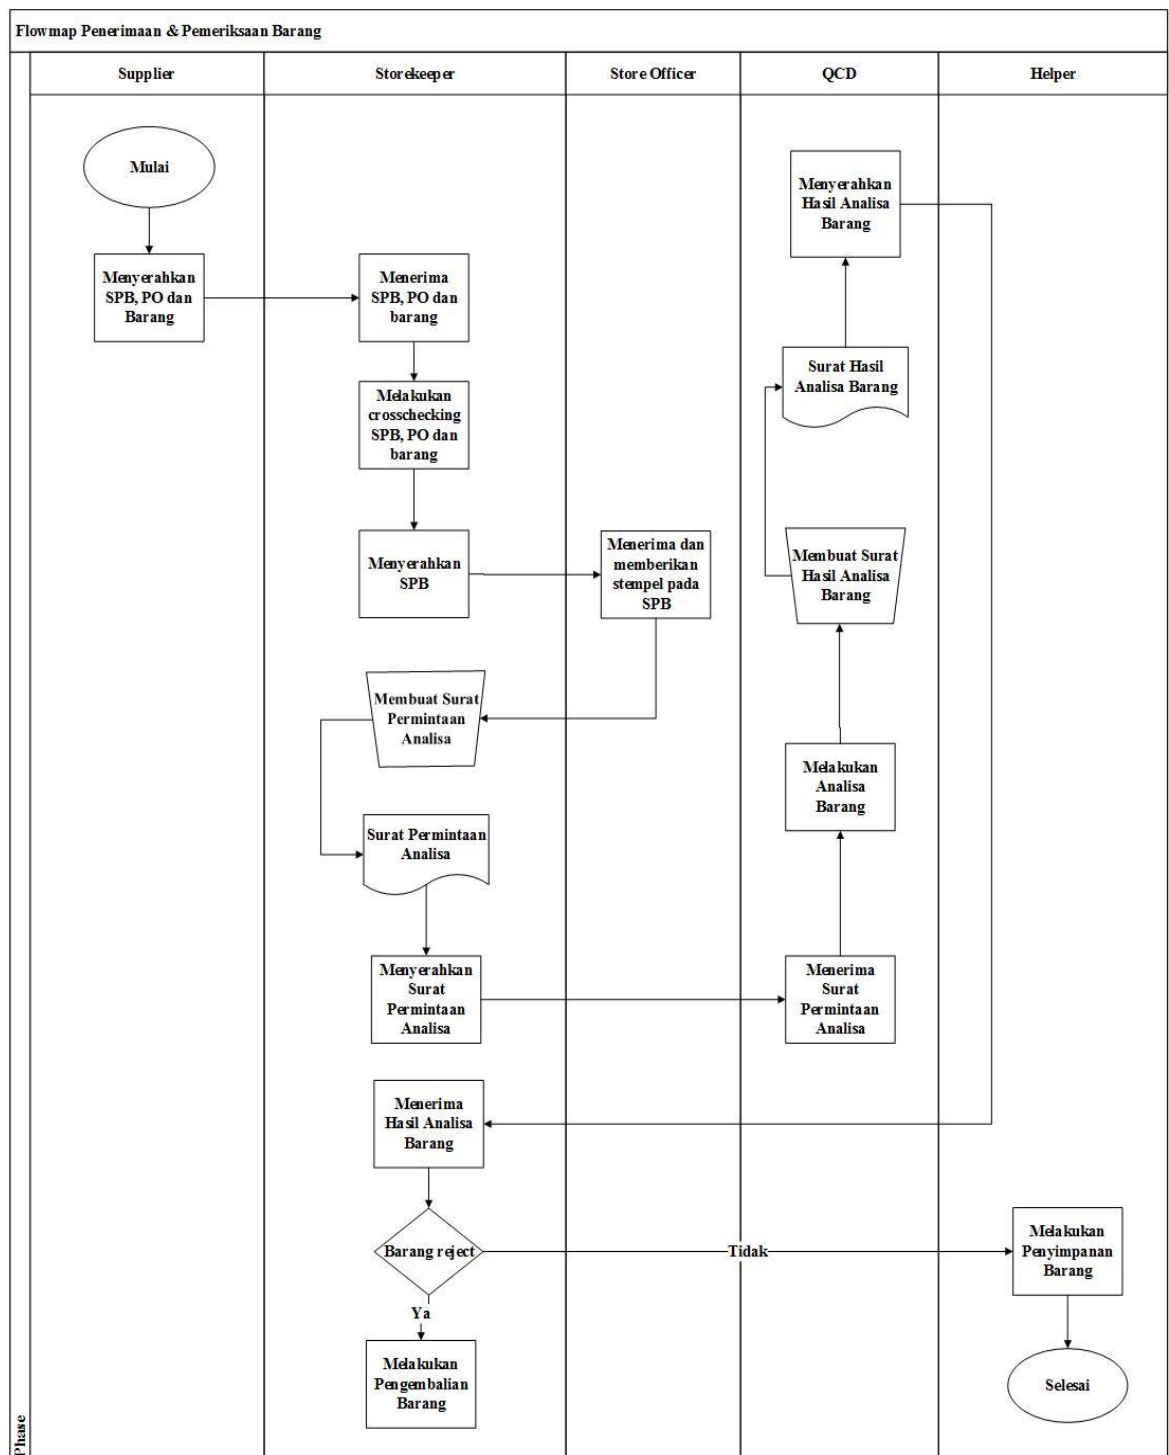 Flowmap Penerimaan & Pemeriksaan Barang
Supplier
Storekeeper
Store Officer
QCD
Helper
Mulai
Menyerahkan
SPB, PO dan
Barang
Menerima
SPB, PO dan
barang
Melakukan
crosschecking
SPB, PO dan
barang
Menyerahkan
SPB
Menerima dan
memberikan
stempel pada
SPB
Membuat Surat
Permintaan
Analisa
Surat Permintaan
Analisa
Menyerahkan
Surat
Permintaan
Analisa
Menerima
Surat
Permintaan
Analisa
Melakukan
Analisa
Barang
Membuat Surat
Hasil Analisa
Barang
Surat Hasil
Analisa Barang
Menyerahkan
Hasil Analisa
Barang
Menerima
Hasil Analisa
Barang
Barang reject
Tidak
Melakukan
Penyimpanan
Barang
Selesai
Ya
Melakukan
Pengembalian
Barang
Phase